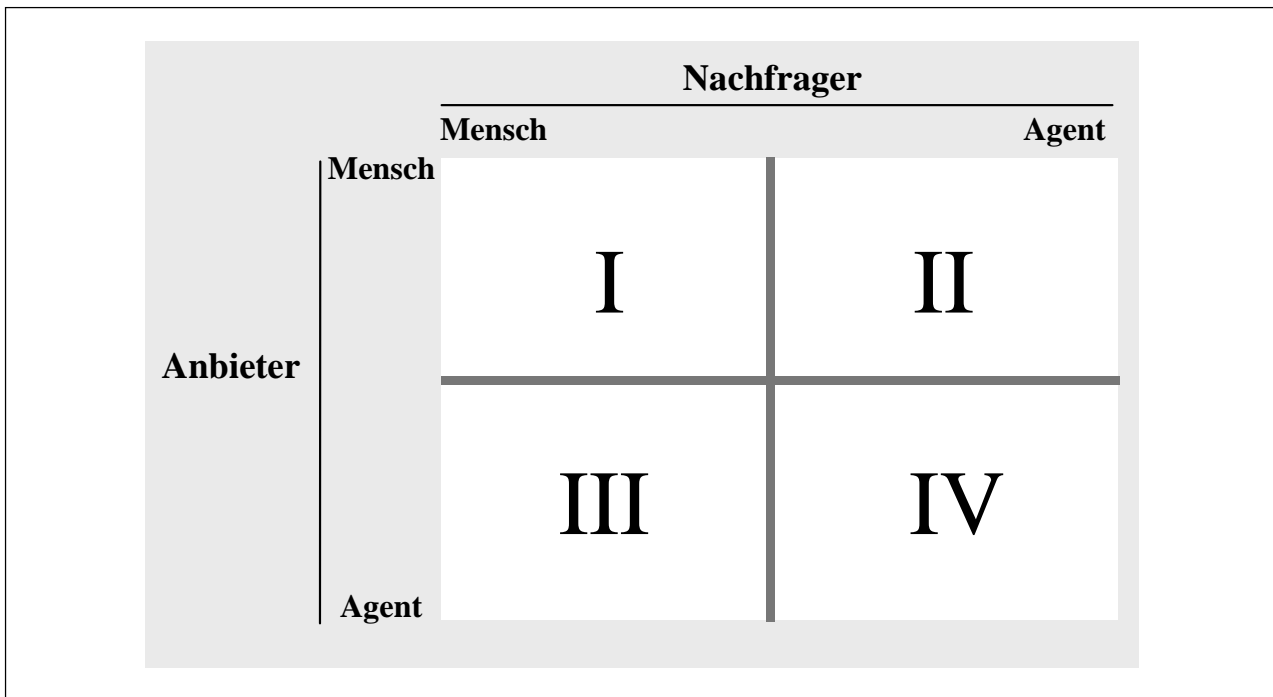 Nachfrager
Mensch Agent
Mensch
I II
Anbieter
III IV
Agent